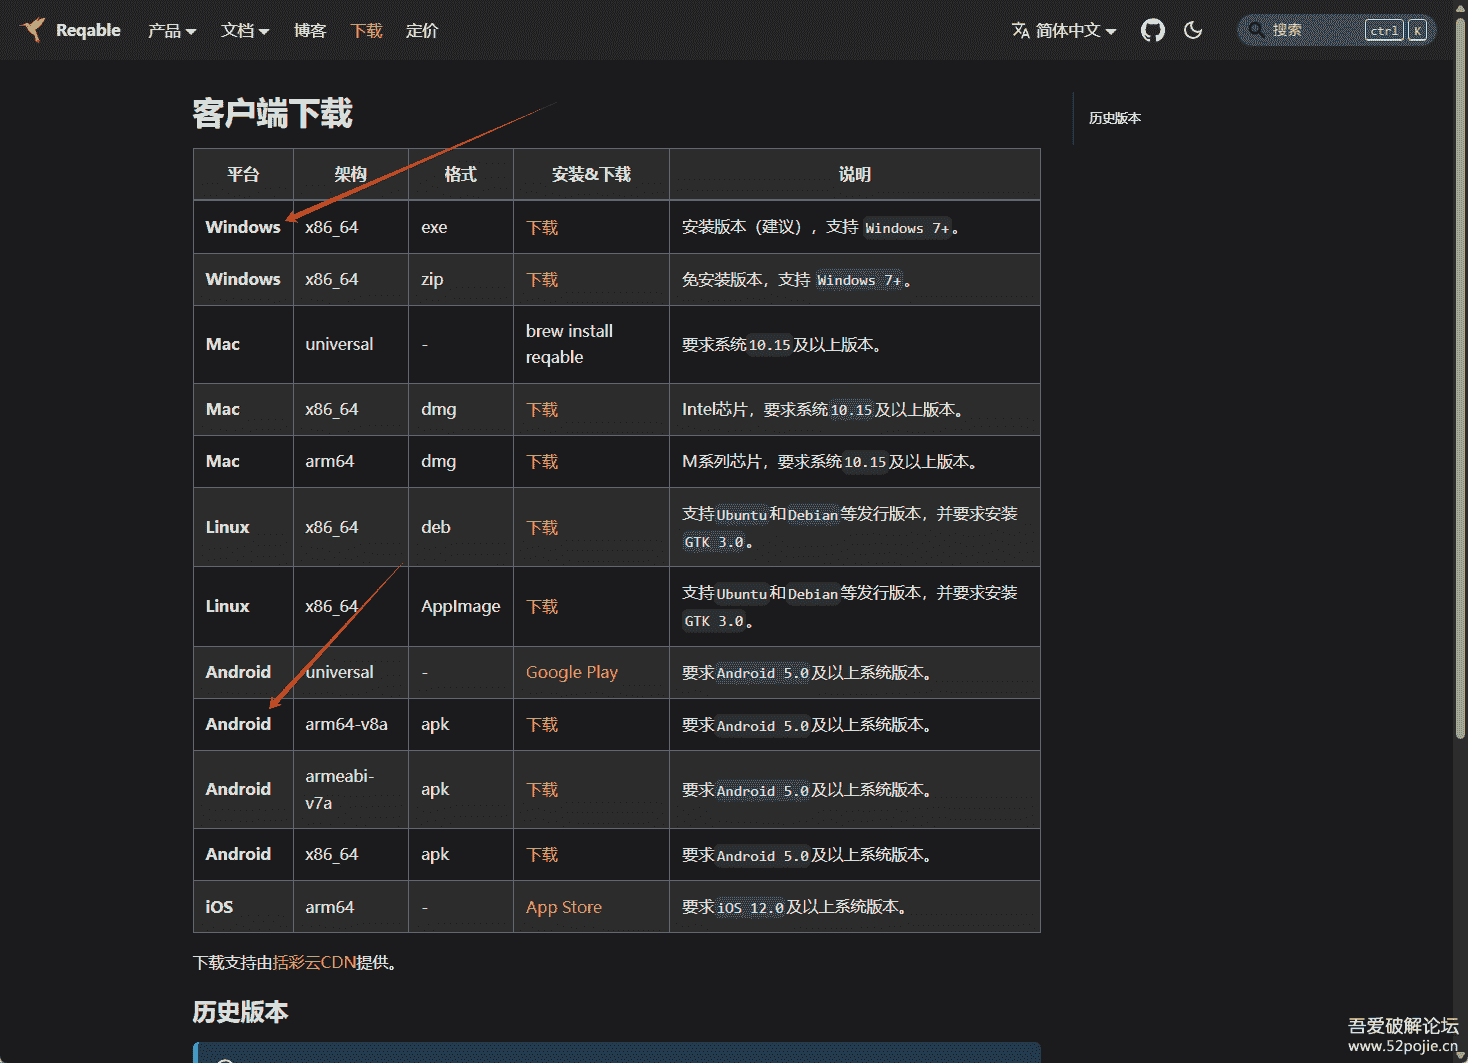 Reqable 产品 文档 博客 下载 定价 简体中文 搜索 ctrl K
客户端下载
历史版本
平台 架构 格式 安装&下载 说明
Windows x86_64 exe 下载 安装版本（建议），支持 Windows 7+。
Windows x86_64 zip 下载 免安装版本，支持 Windows 7+。
Mac universal - brew install reqable 要求系统10.15及以上版本。
Mac x86_64 dmg 下载 Intel芯片，要求系统10.15及以上版本。
Mac arm64 dmg 下载 M系列芯片，要求系统10.15及以上版本。
Linux x86_64 deb 下载 支持Ubuntu和Debian等发行版本，并要求安装
GTK 3.0。
Linux x86_64 AppImage 下载 支持Ubuntu和Debian等发行版本，并要求安装
GTK 3.0。
Android universal - Google Play 要求Android 5.0及以上系统版本。
Android arm64-v8a apk 下载 要求Android 5.0及以上系统版本。
Android armeabi-v7a apk 下载 要求Android 5.0及以上系统版本。
Android x86_64 apk 下载 要求Android 5.0及以上系统版本。
iOS arm64 - App Store 要求iOS 12.0及以上系统版本。
下载支持由括彩云CDN提供。
历史版本
吾爱破解论坛
www.52pojie.cn